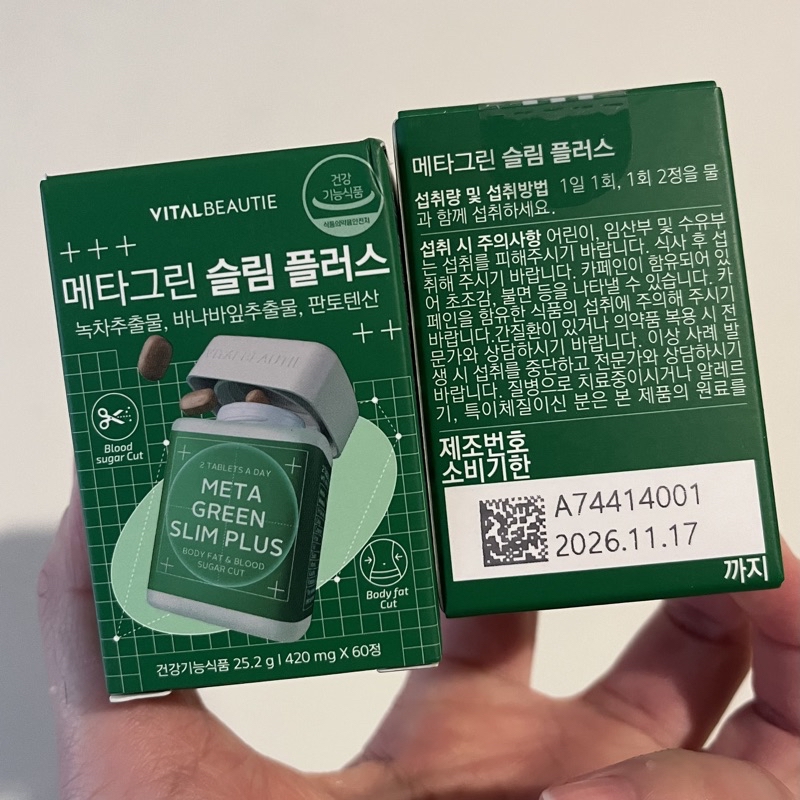 VITALBEAUTIE
건강
기능식품
식품의약품안전처
메타그린 슬림 플러스
녹차추출물, 바나바잎추출물, 판토텐산
VITALBEAUTIE
Blood
sugar Cut
2 TABLETS A DAY
META
GREEN
SLIM PLUS
BODY FAT & BLOOD
SUGAR CUT
Body fat
Cut
건강기능식품 25.2 g | 420 mg X 60정
메타그린 슬림 플러스
섭취량 및 섭취방법 1일 1회, 1회 2정을 물
과 함께 섭취하세요.
섭취 시 주의사항 어린이, 임산부 및 수유부
는 섭취를 피해주시기 바랍니다. 식사 후 섭
취해 주시기 바랍니다. 카페인이 함유되어 있
어 초조감, 불면 등을 나타낼 수 있습니다. 카
페인을 함유한 식품의 섭취에 주의해 주시기
바랍니다.간질환이 있거나 의약품 복용 시 전
문가와 상담하시기 바랍니다. 이상 사례 발
생 시 섭취를 중단하고 전문가와 상담하시기
바랍니다. 질병으로 치료중이시거나 알레르
기, 특이체질이신 분은 본 제품의 원료를
제조번호
소비기한
A74414001
2026.11.17
까지